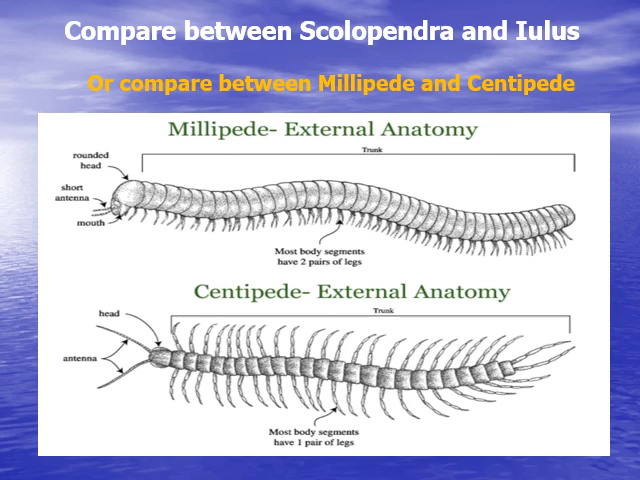 Compare between Scolopendra and Iulus
Or compare between Millipede and Centipede
Millipede- External Anatomy
Trunk
rounded
head
short
antenna
mouth
Most body segments
have 2 pairs of legs
Centipede- External Anatomy
Trunk
head
antenna
Most body segments
have 1 pair of legs